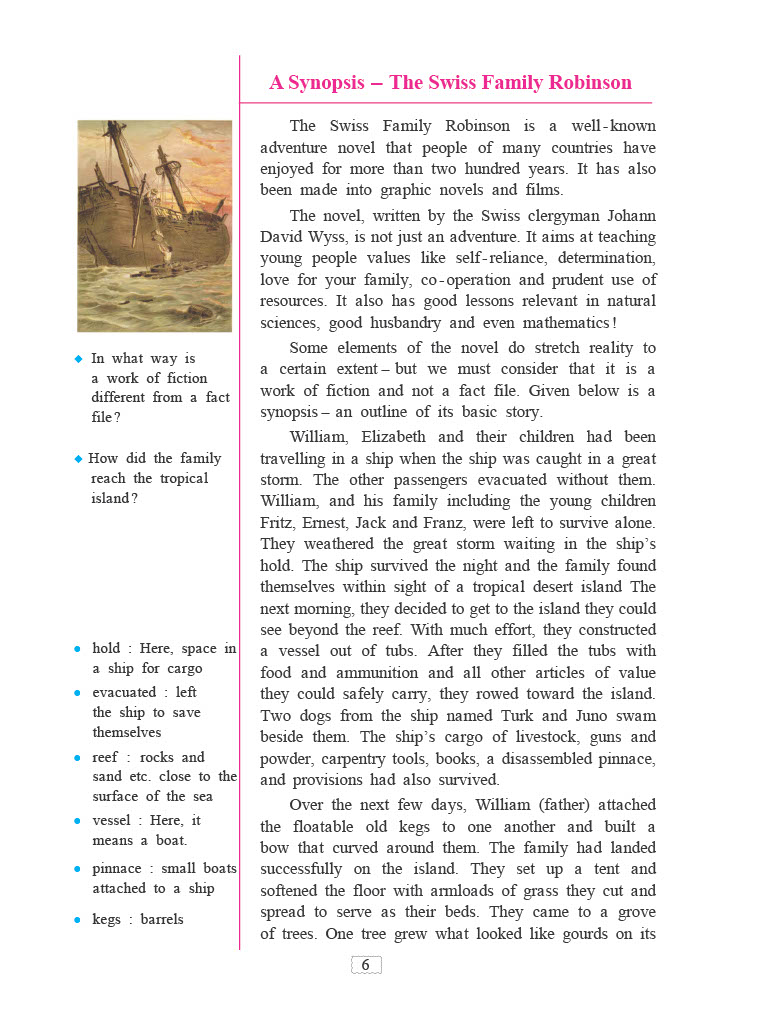 A Synopsis – The Swiss Family Robinson
The Swiss Family Robinson is a well-known
adventure novel that people of many countries have
enjoyed for more than two hundred years. It has also
been made into graphic novels and films.
The novel, written by the Swiss clergyman Johann
David Wyss, is not just an adventure. It aims at teaching
young people values like self-reliance, determination,
love for your family, co-operation and prudent use of
resources. It also has good lessons relevant in natural
sciences, good husbandry and even mathematics!
Some elements of the novel do stretch reality to
a certain extent – but we must consider that it is a
work of fiction and not a fact file. Given below is a
synopsis – an outline of its basic story.
William, Elizabeth and their children had been
travelling in a ship when the ship was caught in a great
storm. The other passengers evacuated without them.
William, and his family including the young children
Fritz, Ernest, Jack and Franz, were left to survive alone.
They weathered the great storm waiting in the ship's
hold. The ship survived the night and the family found
themselves within sight of a tropical desert island The
next morning, they decided to get to the island they could
see beyond the reef. With much effort, they constructed
a vessel out of tubs. After they filled the tubs with
food and ammunition and all other articles of value
they could safely carry, they rowed toward the island.
Two dogs from the ship named Turk and Juno swam
beside them. The ship's cargo of livestock, guns and
powder, carpentry tools, books, a disassembled pinnace,
and provisions had also survived.
Over the next few days, William (father) attached
the floatable old kegs to one another and built a
bow that curved around them. The family had landed
successfully on the island. They set up a tent and
softened the floor with armloads of grass they cut and
spread to serve as their beds. They came to a grove
of trees. One tree grew what looked like gourds on its
◆ In what way is
a work of fiction
different from a fact
file?
◆ How did the family
reach the tropical
island?
● hold : Here, space in
a ship for cargo
● evacuated : left
the ship to save
themselves
● reef : rocks and
sand etc. close to the
surface of the sea
● vessel : Here, it
means a boat.
● pinnace : small boats
attached to a ship
● kegs : barrels
6